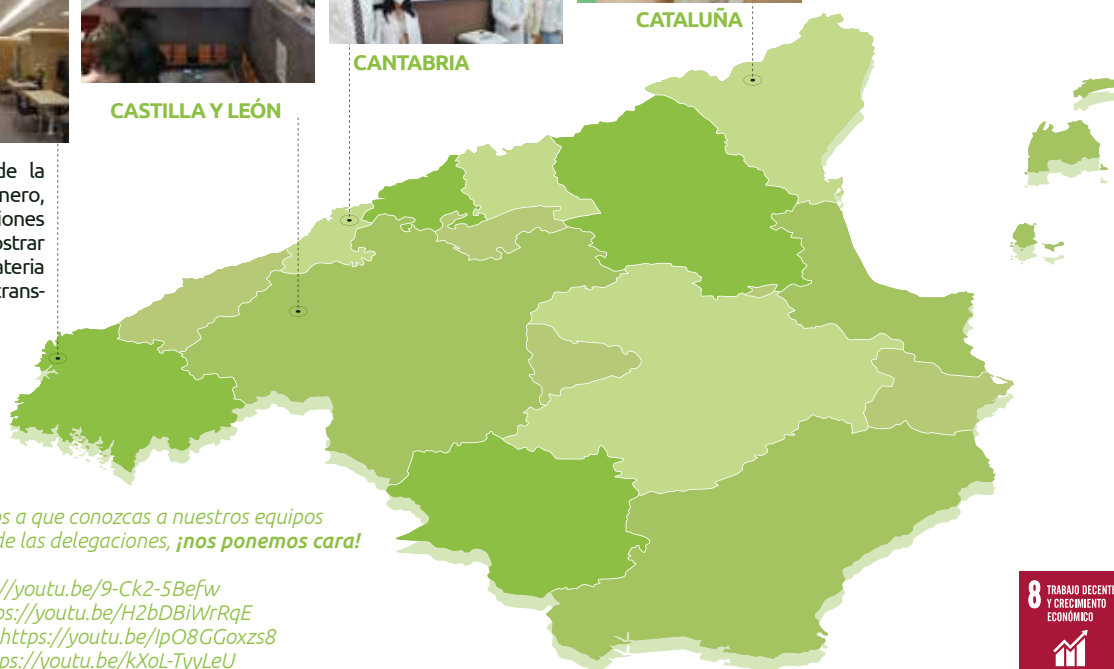 CATALUÑA
CANTABRIA
CASTILLA Y LEÓN
de la
nero,
iones
ostrar
ateria
trans-
os a que conozcas a nuestros equipos
de las delegaciones, ¡nos ponemos cara!
//youtu.be/9-Ck2-5Befw
ps://youtu.be/H2bDBiWrRqE
https://youtu.be/IpO8GGoxzs8
ps://youtu.be/kXoL-TyyLeU
8 TRABAJO DECENTE
Y CRECIMIENTO
ECONÓMICO